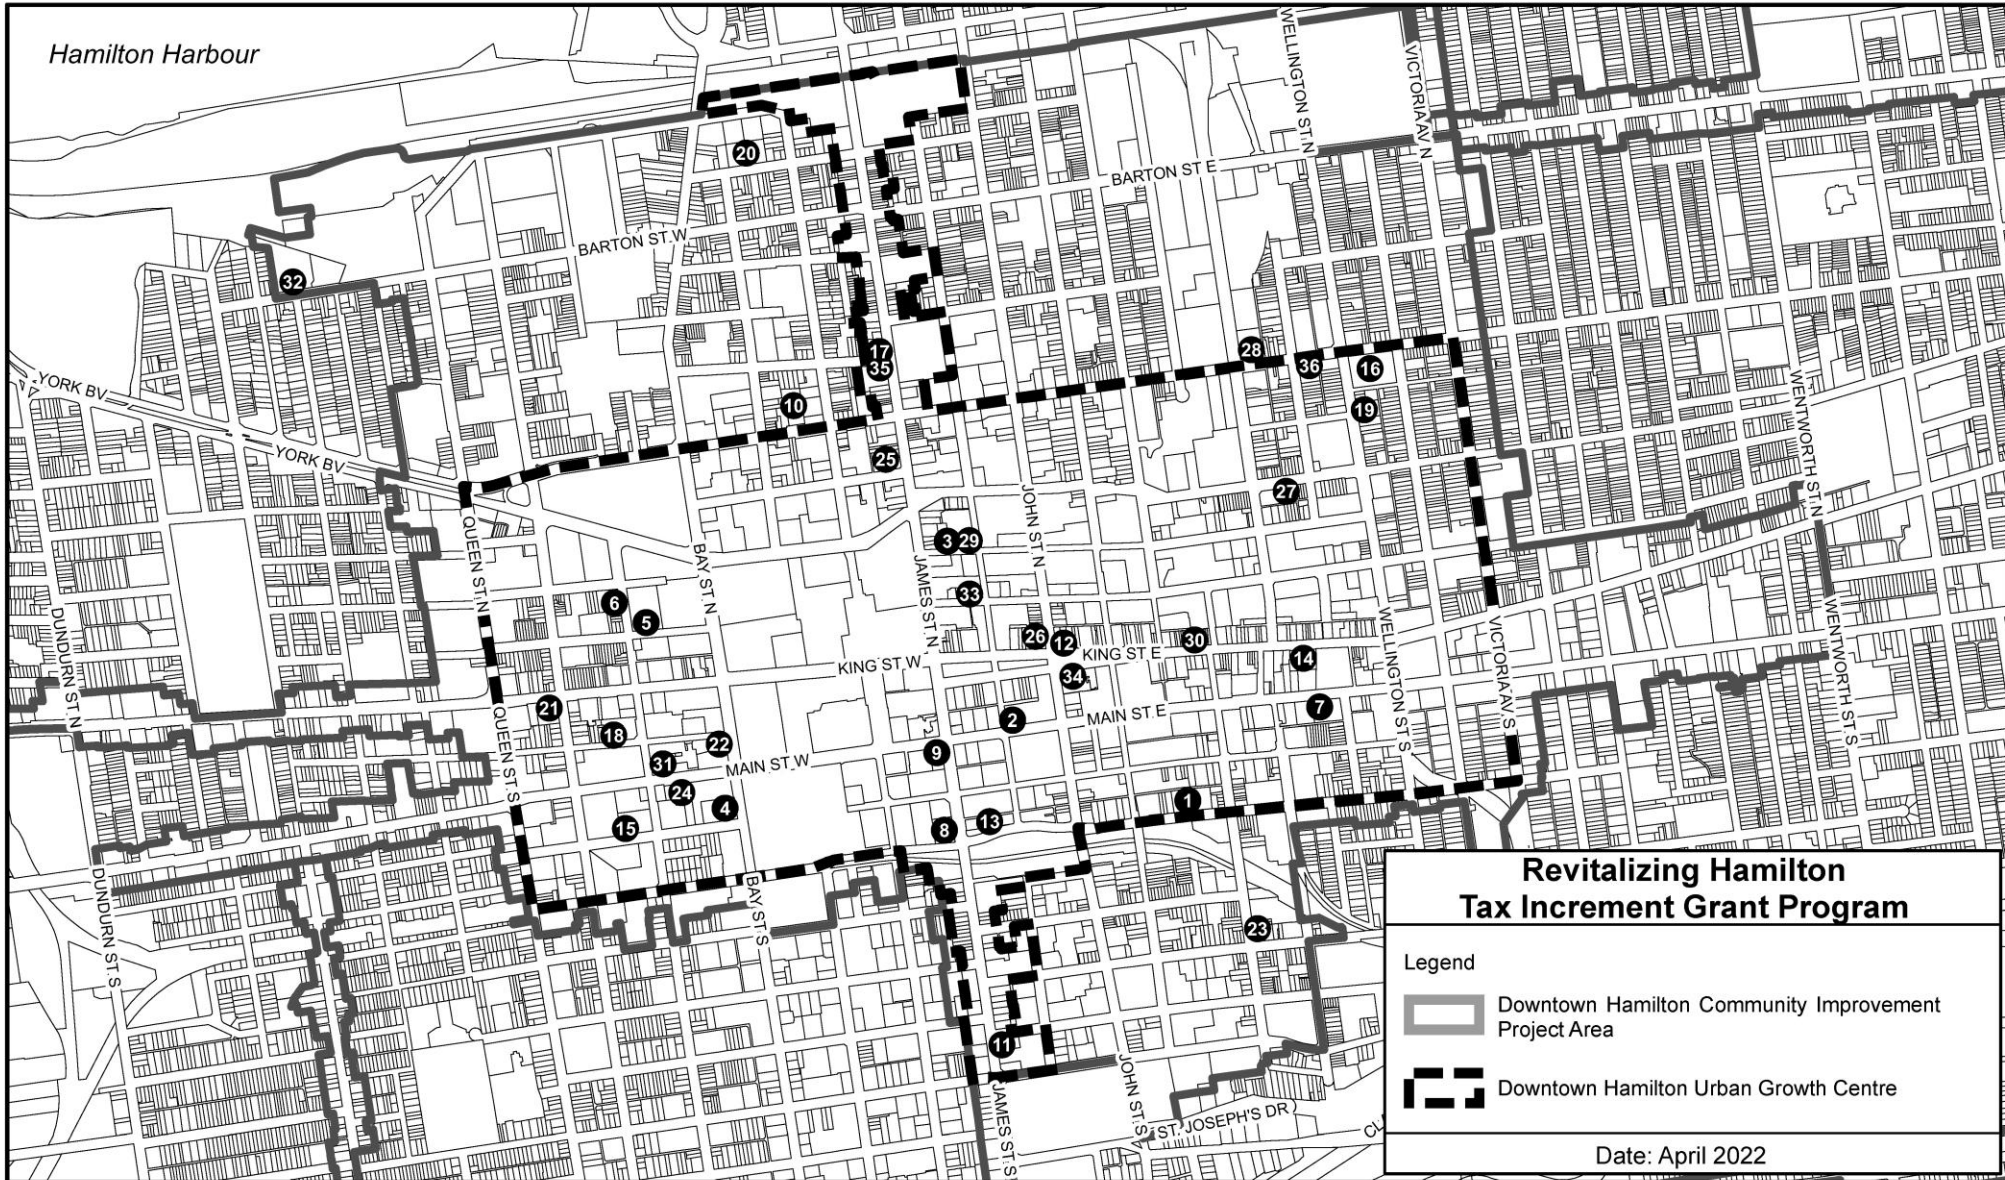 Hamilton Harbour
WELLINGTON ST N
VICTORIA AV N
20
BARTON ST E
BARTON ST W
32
17
28
35
36
16
YORK BV
10
19
WENTWORTH ST N
YORK BV
25
27
QUEEN ST N
BAY ST N
3
29
JOHN ST N
JAMES ST N
6
33
5
DUNDURN ST N
26
12
30
WELLINGTON ST S
VICTORIA AV S
WENTWORTH ST S
KING ST W
KING ST E
14
34
21
QUEEN ST S
18
2
MAIN ST E
7
22
9
31
MAIN ST W
24
4
1
15
8
13
DUNDURN ST S
BAY ST S
23
11
JAMES ST S
JOHN ST S
ST. JOSEPH'S DR
CL
Revitalizing Hamilton
Tax Increment Grant Program
Legend
Downtown Hamilton Community Improvement
Project Area
Downtown Hamilton Urban Growth Centre
Date: April 2022